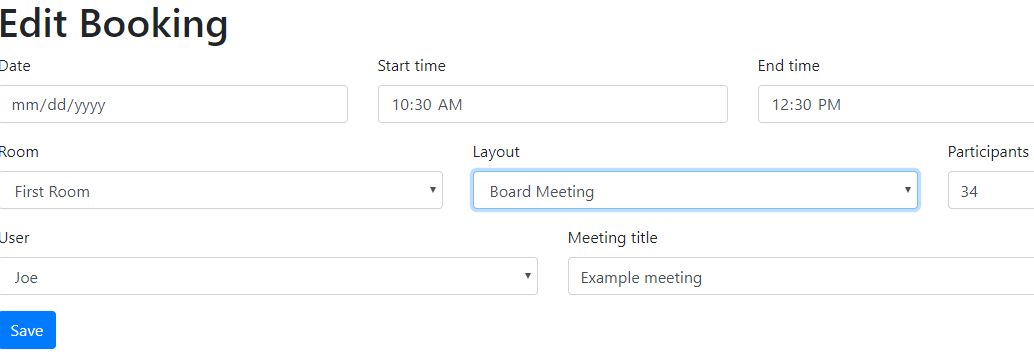 Edit Booking
Date Start time End time
mm/dd/yyyy 10:30 AM 12:30 PM
Room Layout Participants
First Room Board Meeting 34
User Meeting title
Joe Example meeting
Save